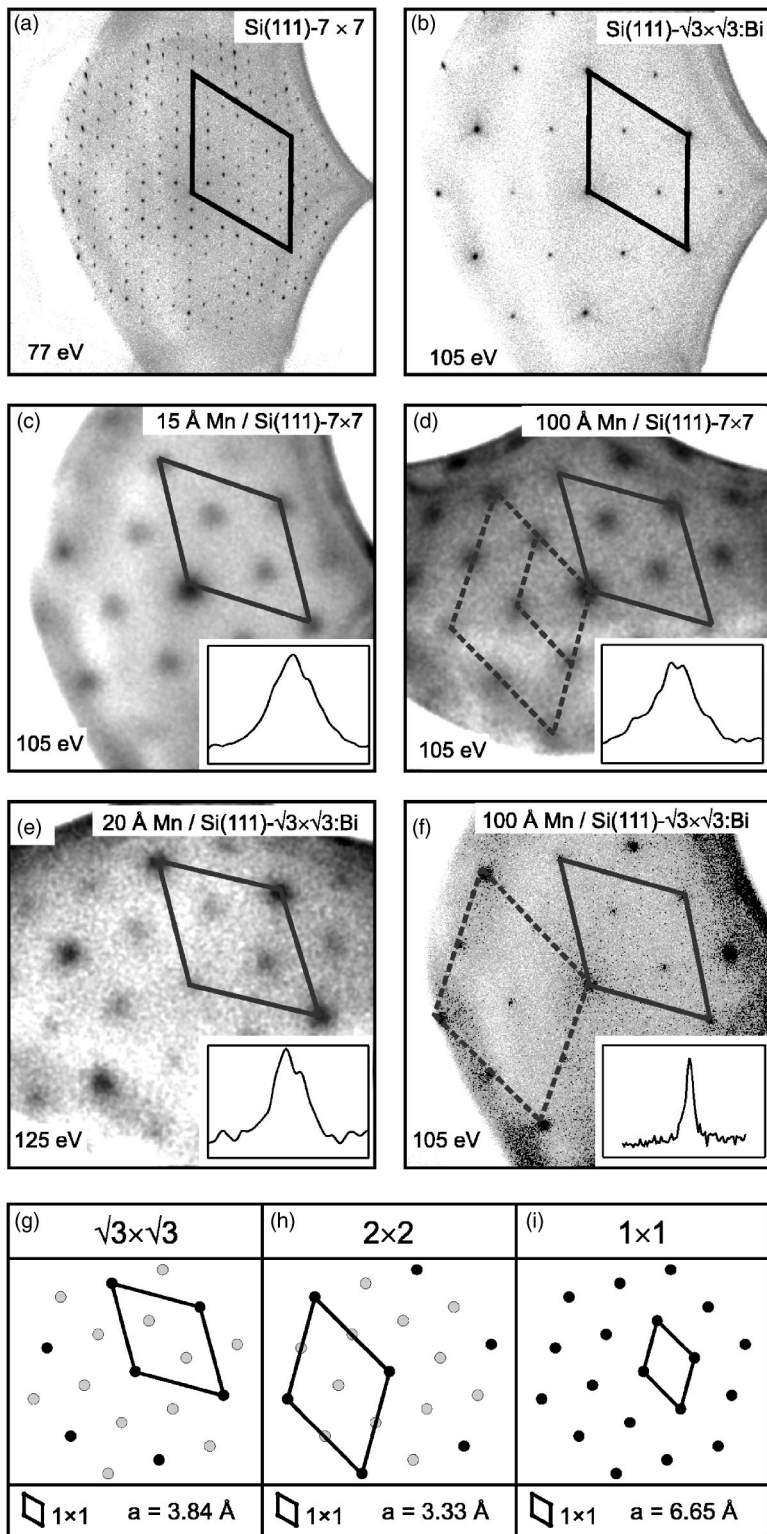 (a)
Si(111)-7 × 7
77 eV
(b)
Si(111)-√3×√3:Bi
105 eV
(c)
15 Å Mn / Si(111)-7×7
105 eV
(d)
100 Å Mn / Si(111)-7×7
105 eV
(e)
20 Å Mn / Si(111)-√3×√3:Bi
125 eV
(f)
100 Å Mn / Si(111)-√3×√3:Bi
105 eV
(g)
√3×√3
1×1 a = 3.84 Å
(h)
2×2
1×1 a = 3.33 Å
(i)
1×1
1×1 a = 6.65 Å